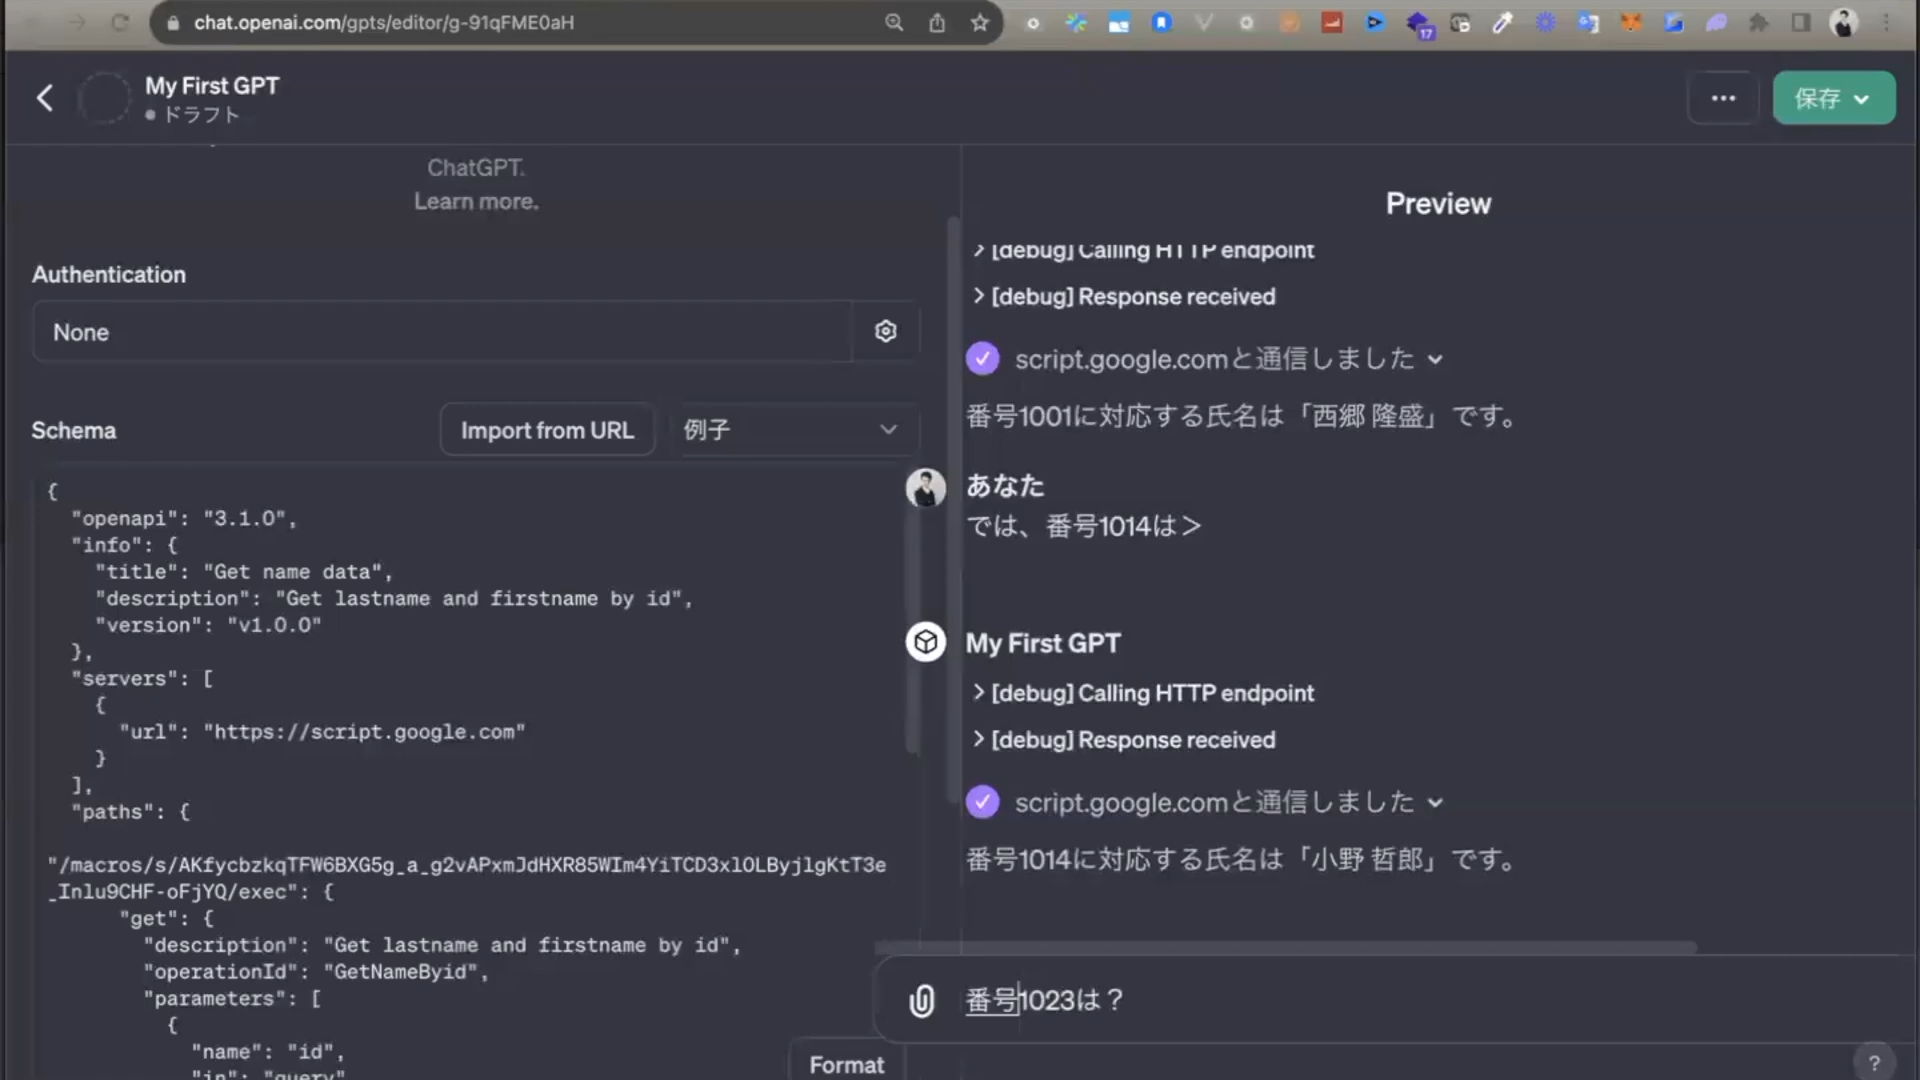 chat.openai.com/gpts/editor/g-91qFME0aH
17
My First GPT
ドラフト
保存
ChatGPT.
Learn more.
Authentication
None
Schema
Import from URL
例子
{
"openapi": "3.1.0",
"info": {
"title": "Get name data",
"description": "Get lastname and firstname by id",
"version": "v1.0.0"
},
"servers": [
{
"url": "https://script.google.com"
}
],
"paths": {
"/macros/s/AKfycbzkqTFW6BXG5g_a_g2vAPxmJdHXR85WIm4YiTCD3xlOLByjlgKtT3e
_Inlu9CHF-oFjYQ/exec": {
"get": {
"description": "Get lastname and firstname by id",
"operationId": "GetNameByid",
"parameters": [
{
"name": "id",
"in": "query"
Format
Preview
[debug] Calling HTTP endpoint
[debug] Response received
script.google.comと通信しました
番号1001に対応する氏名は「西郷 隆盛」です。
あなた
では、番号1014は＞
My First GPT
[debug] Calling HTTP endpoint
[debug] Response received
script.google.comと通信しました
番号1014に対応する氏名は「小野 哲郎」です。
番号1023は？
?